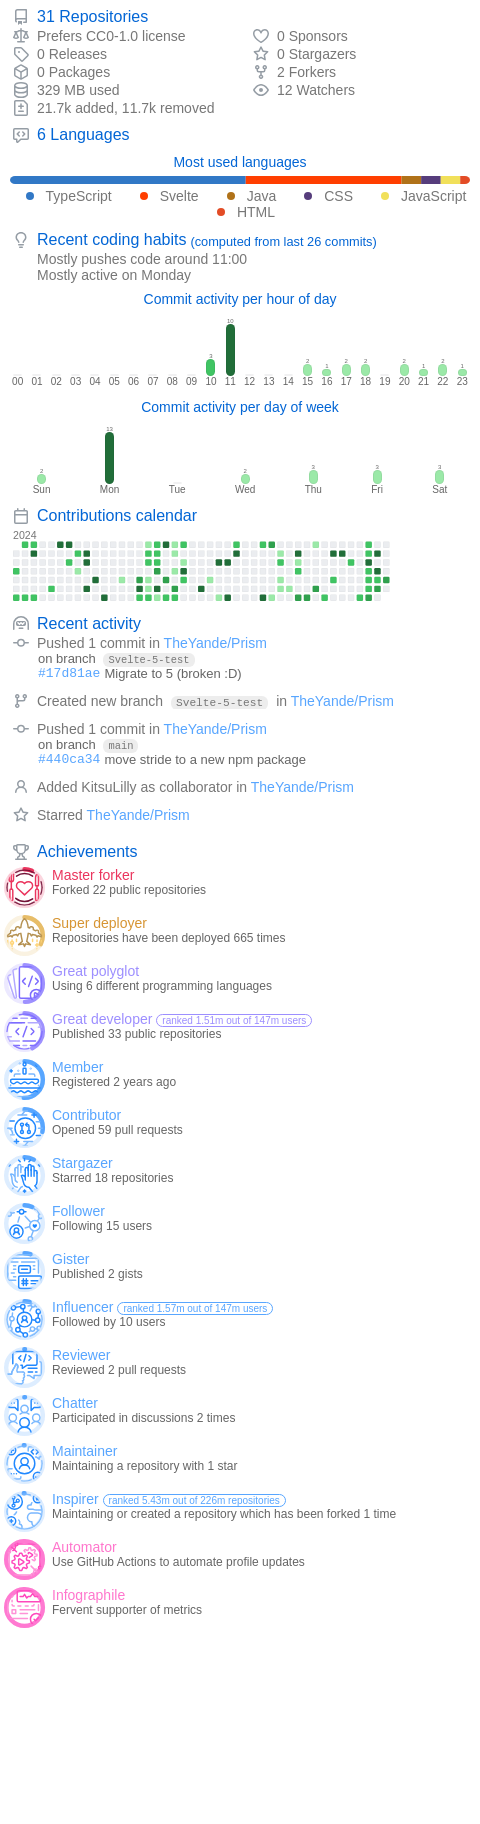 31 Repositories
Prefers CC0-1.0 license
0 Sponsors
0 Releases
0 Stargazers
0 Packages
2 Forkers
329 MB used
12 Watchers
21.7k added, 11.7k removed
6 Languages
Most used languages
TypeScript Svelte Java CSS JavaScript
HTML
Recent coding habits (computed from last 26 commits)
Mostly pushes code around 11:00
Mostly active on Monday
Commit activity per hour of day
3 10 2 1 2 2 2 1 2 1
00 01 02 03 04 05 06 07 08 09 10 11 12 13 14 15 16 17 18 19 20 21 22 23
Commit activity per day of week
2 13 2 3 3 3
Sun Mon Tue Wed Thu Fri Sat
Contributions calendar
2024
Recent activity
Pushed 1 commit in TheYande/Prism
on branch Svelte-5-test
#17d81ae Migrate to 5 (broken :D)
Created new branch Svelte-5-test in TheYande/Prism
Pushed 1 commit in TheYande/Prism
on branch main
#440ca34 move stride to a new npm package
Added KitsuLilly as collaborator in TheYande/Prism
Starred TheYande/Prism
Achievements
Master forker
Forked 22 public repositories
Super deployer
Repositories have been deployed 665 times
Great polyglot
Using 6 different programming languages
Great developer ranked 1.51m out of 147m users
Published 33 public repositories
Member
Registered 2 years ago
Contributor
Opened 59 pull requests
Stargazer
Starred 18 repositories
Follower
Following 15 users
Gister
Published 2 gists
Influencer ranked 1.57m out of 147m users
Followed by 10 users
Reviewer
Reviewed 2 pull requests
Chatter
Participated in discussions 2 times
Maintainer
Maintaining a repository with 1 star
Inspirer ranked 5.43m out of 226m repositories
Maintaining or created a repository which has been forked 1 time
Automator
Use GitHub Actions to automate profile updates
Infographile
Fervent supporter of metrics